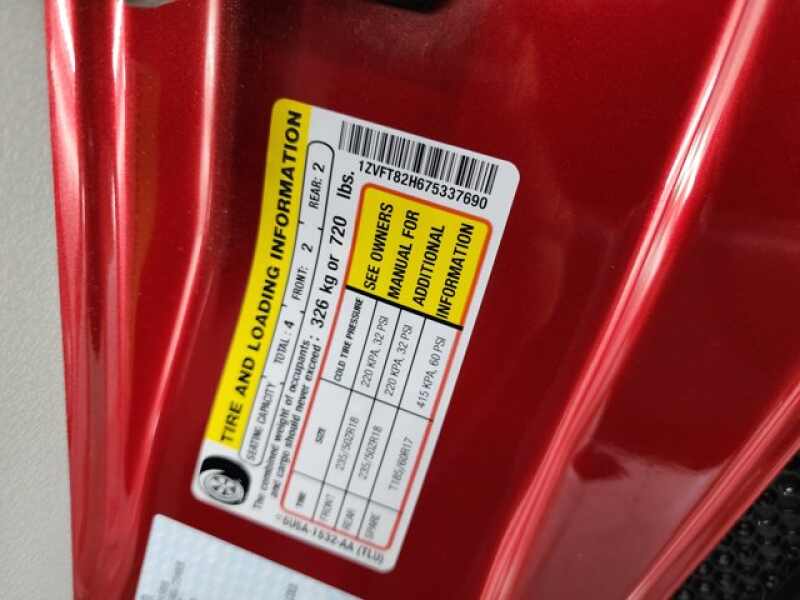 1ZVFT82H675337690
TIRE AND LOADING INFORMATION
SEATING CAPACITY TOTAL: 4 FRONT: 2 REAR: 2
The combined weight of occupants
and cargo should never exceed: 326 kg or 720 lbs.
TIRE SIZE COLD TIRE PRESSURE
FRONT 235/50ZR18 220 KPA, 32 PSI
REAR 235/50ZR18 220 KPA, 32 PSI
SPARE T185/60R17 415 KPA, 60 PSI
SEE OWNERS
MANUAL FOR
ADDITIONAL
INFORMATION
6U5A-1532-AA (TLU)